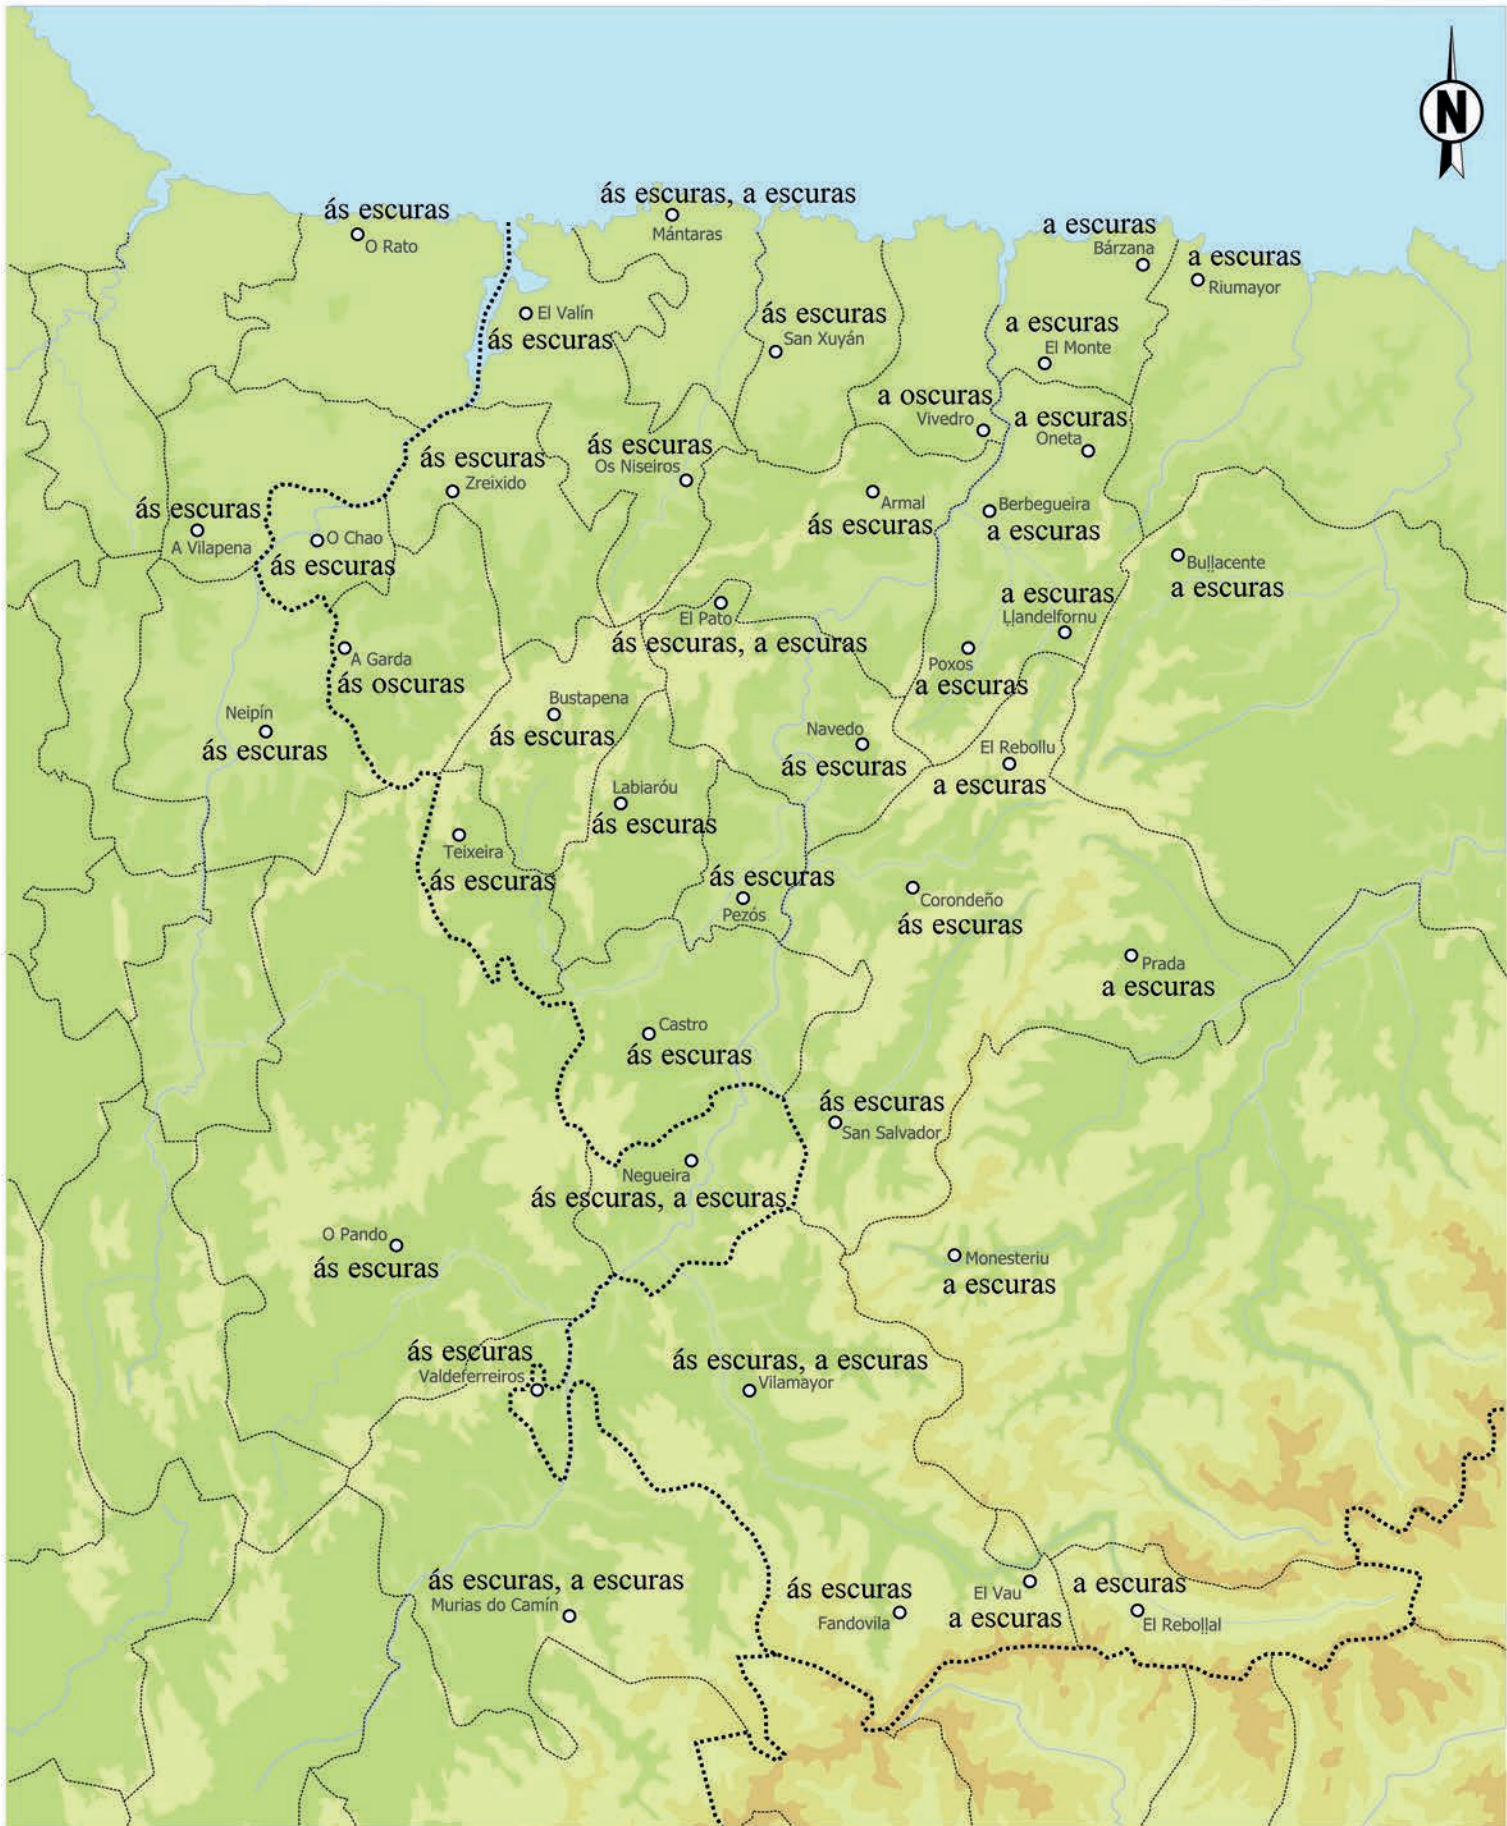 N
ás escuras, a escuras
Mántaras
ás escuras
O Rato
a escuras
Bárzana
a escuras
Riumayor
El Valín
ás escuras
ás escuras
San Xuyán
a escuras
El Monte
a oscuras
Vivedro
a escuras
Oneta
ás escuras
Os Niseiros
ás escuras
Zreixido
Armal
ás escuras
Berbegueira
a escuras
ás escuras
A Vilapena
O Chao
ás escuras
Buḷḷacente
a escuras
a escuras
Ḷḷandelfornu
El Pato
ás escuras, a escuras
A Garda
ás oscuras
Poxos
a escuras
Bustapena
ás escuras
Neipín
ás escuras
Navedo
ás escuras
El Rebollu
a escuras
Labiaróu
ás escuras
Teixeira
ás escuras
ás escuras
Pezós
Corondeño
ás escuras
Prada
a escuras
Castro
ás escuras
ás escuras
San Salvador
Negueira
ás escuras, a escuras
O Pando
ás escuras
Monesteriu
a escuras
ás escuras
Valdeferreiros
ás escuras, a escuras
Vilamayor
ás escuras, a escuras
Murias do Camín
ás escuras
Fandovila
El Vau
a escuras
a escuras
El Reboḷḷal